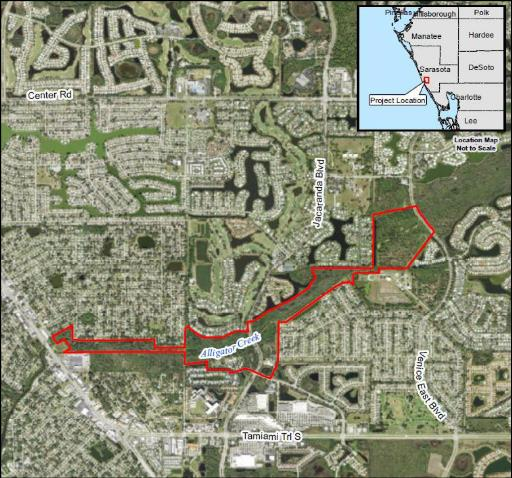 Pinellas
Hillsborough
Polk
Manatee
Hardee
Sarasota
DeSoto
Project Location
Charlotte
Lee
Location Map
Not to Scale
Center Rd
Jacaranda Blvd
Alligator Creek
Venice East Blvd
Tamiami Trl S